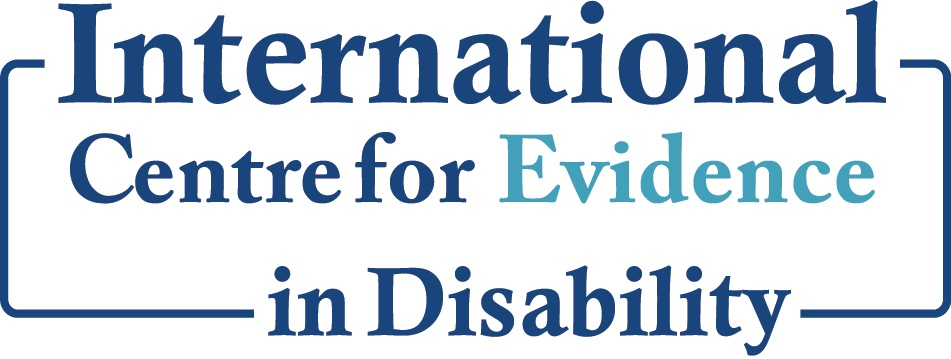 International
Centre for Evidence
in Disability